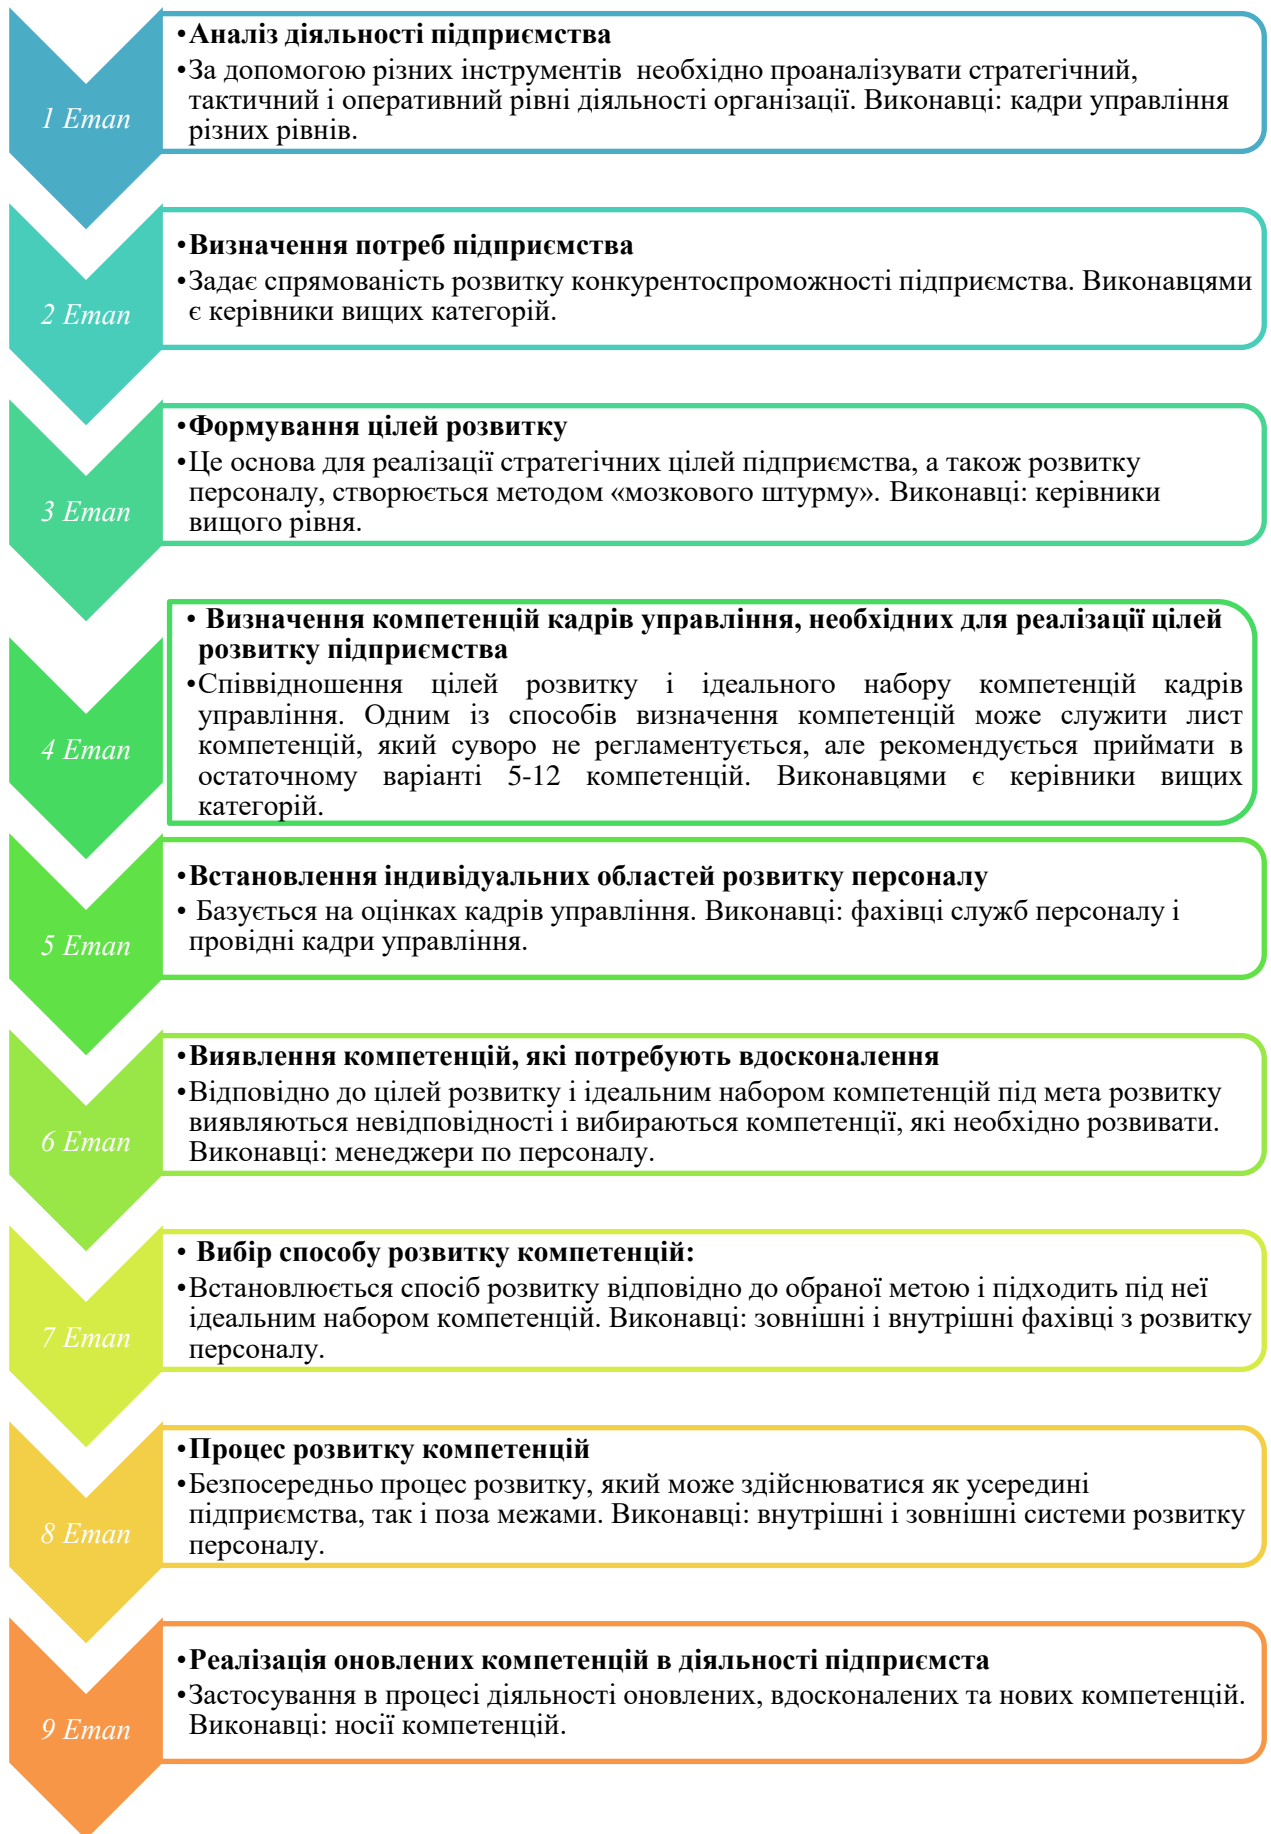 •Аналіз діяльності підприємства
•За допомогою різних інструментів необхідно проаналізувати стратегічний,
тактичний і оперативний рівні діяльності організації. Виконавці: кадри управління
різних рівнів.
1 Етап
•Визначення потреб підприємства
•Задає спрямованість розвитку конкурентоспроможності підприємства. Виконавцями
є керівники вищих категорій.
2 Етап
•Формування цілей розвитку
•Це основа для реалізації стратегічних цілей підприємства, а також розвитку
персоналу, створюється методом «мозкового штурму». Виконавці: керівники
вищого рівня.
3 Етап
• Визначення компетенцій кадрів управління, необхідних для реалізації цілей
розвитку підприємства
•Співвідношення цілей розвитку і ідеального набору компетенцій кадрів
управління. Одним із способів визначення компетенцій може служити лист
компетенцій, який суворо не регламентується, але рекомендується приймати в
остаточному варіанті 5-12 компетенцій. Виконавцями є керівники вищих
категорій.
4 Етап
•Встановлення індивідуальних областей розвитку персоналу
• Базується на оцінках кадрів управління. Виконавці: фахівці служб персоналу і
провідні кадри управління.
5 Етап
•Виявлення компетенцій, які потребують вдосконалення
•Відповідно до цілей розвитку і ідеальним набором компетенцій під мета розвитку
виявляються невідповідності і вибираються компетенції, які необхідно розвивати.
Виконавці: менеджери по персоналу.
6 Етап
• Вибір способу розвитку компетенцій:
•Встановлюється спосіб розвитку відповідно до обраної метою і підходить під неї
ідеальним набором компетенцій. Виконавці: зовнішні і внутрішні фахівці з розвитку
персоналу.
7 Етап
•Процес розвитку компетенцій
•Безпосередньо процес розвитку, який може здійснюватися як усередині
підприємства, так і поза межами. Виконавці: внутрішні і зовнішні системи розвитку
персоналу.
8 Етап
•Реалізація оновлених компетенцій в діяльності підприємста
•Застосування в процесі діяльності оновлених, вдосконалених та нових компетенцій.
Виконавці: носії компетенцій.
9 Етап